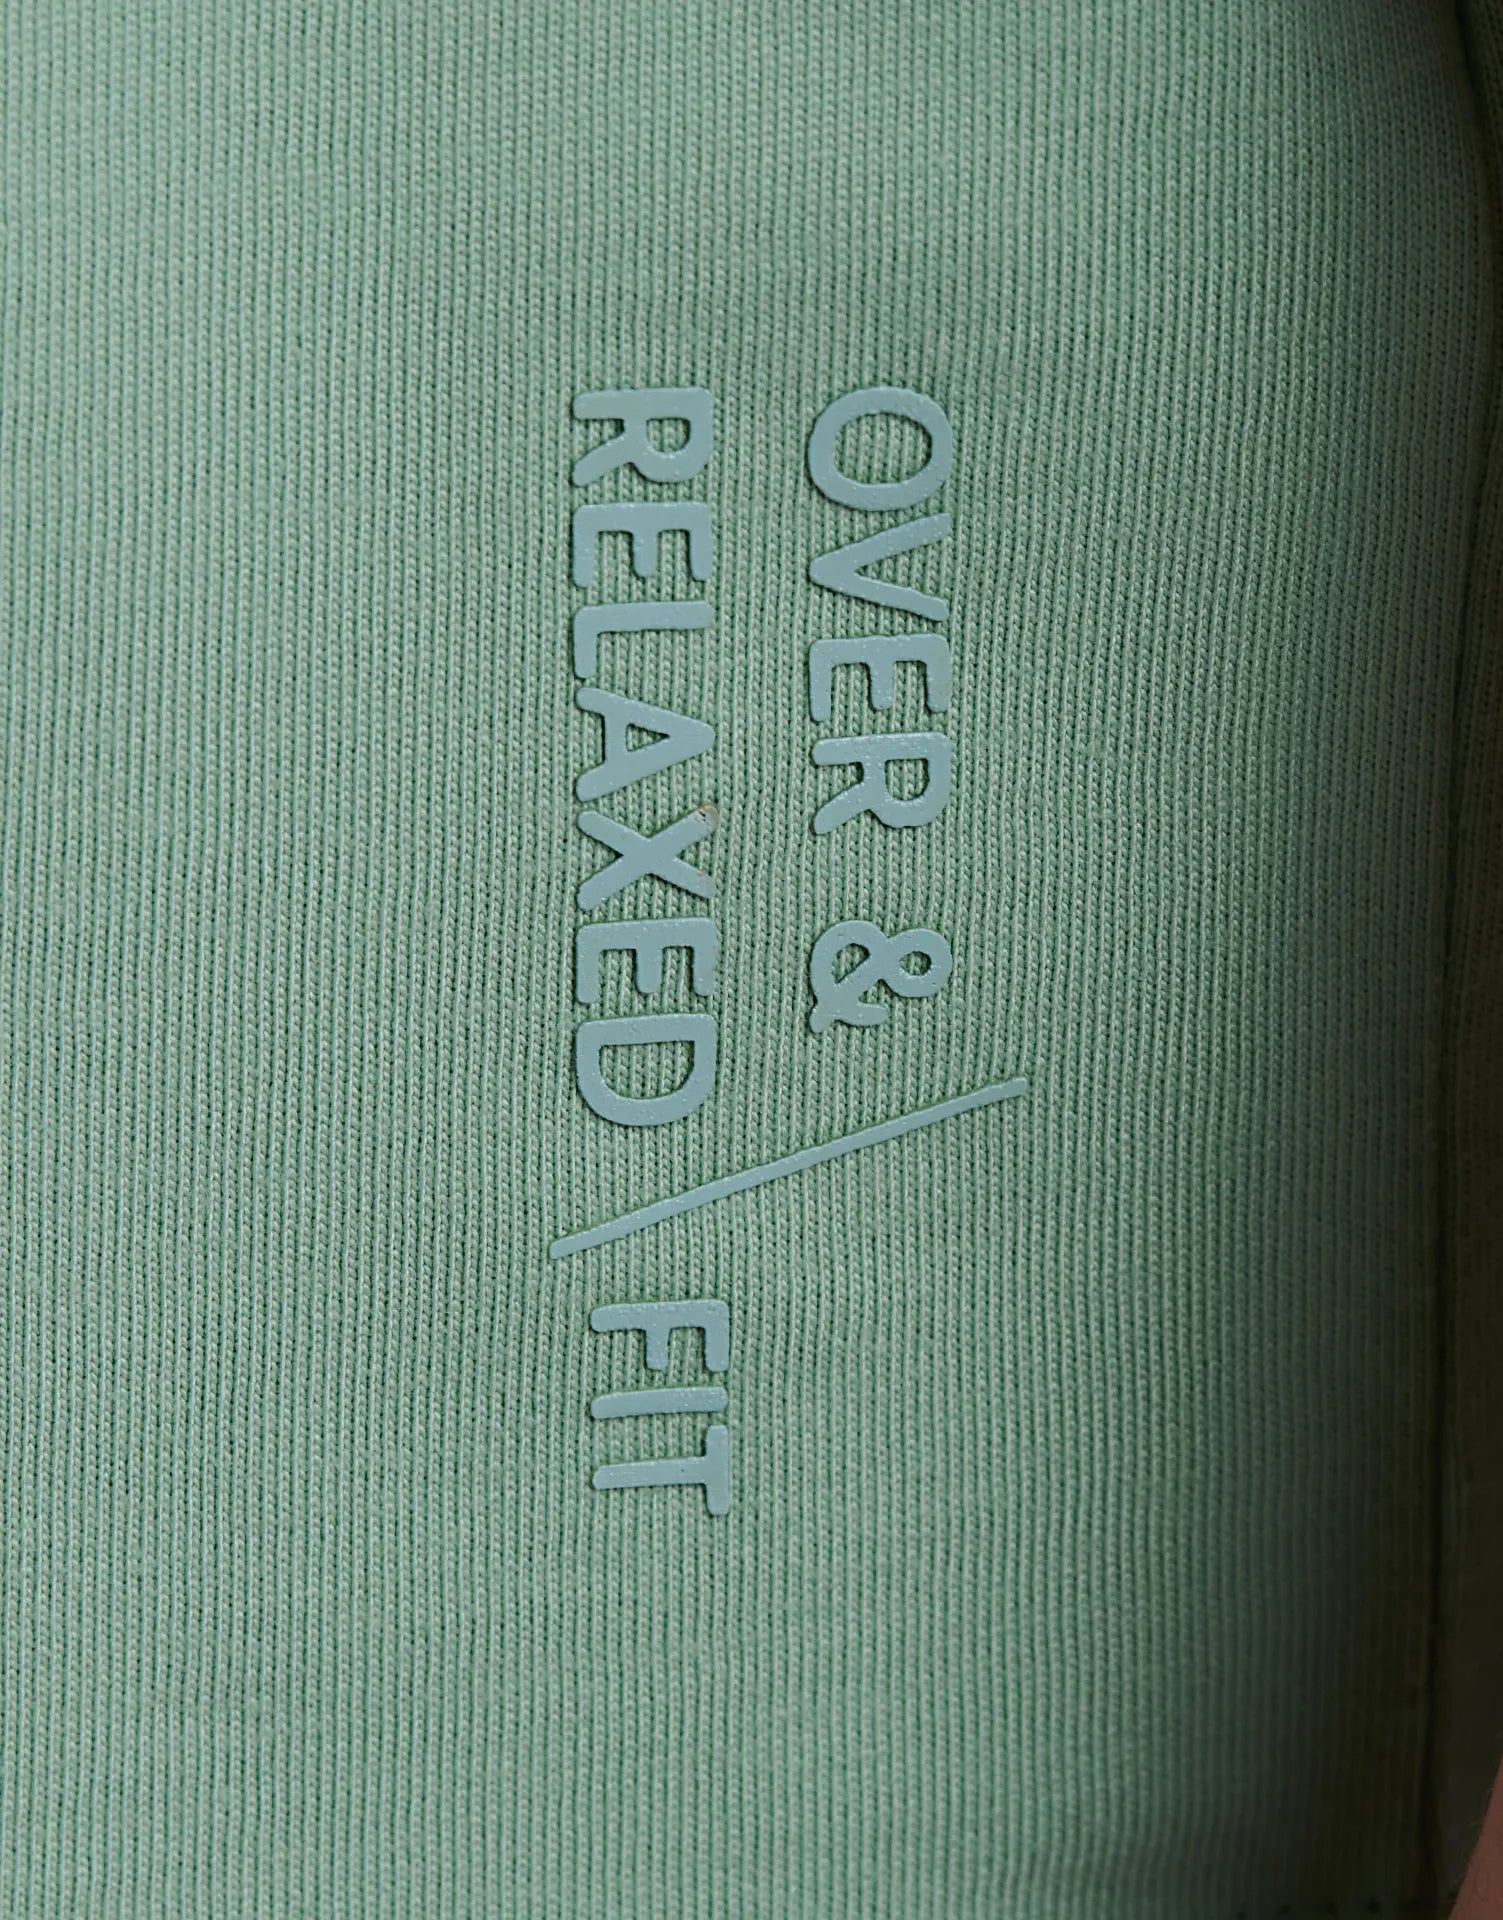 OVER &
RELAXED / FIT